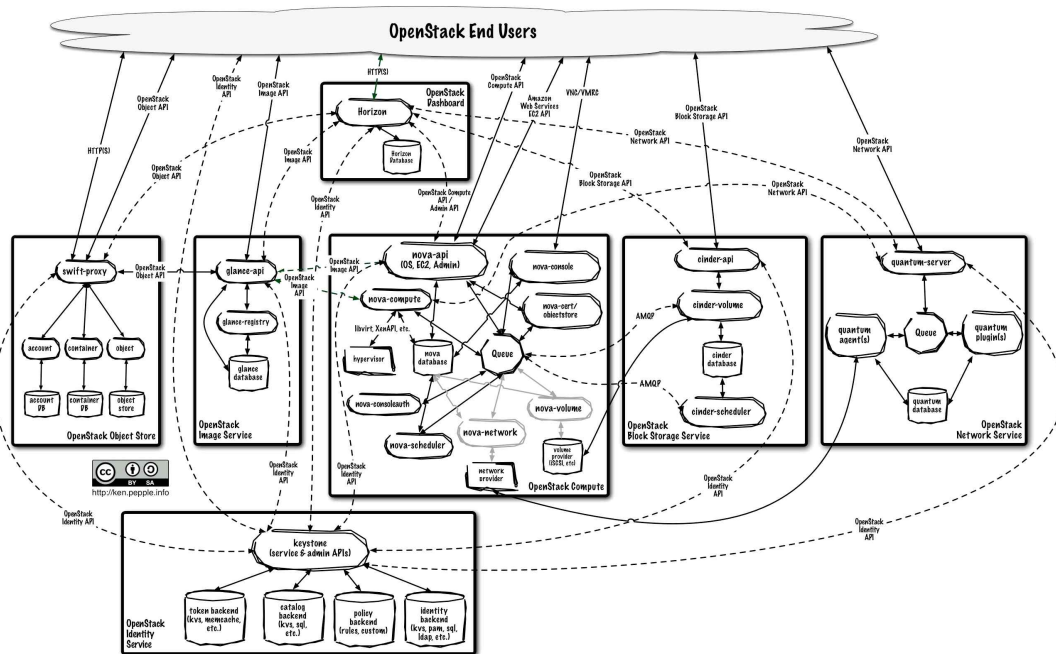 OpenStack End Users
HTTP(S)
OpenStack
Object API
OpenStack
Identity
API
OpenStack
Image API
HTTP(S)
OpenStack
Compute API
Amazon
Web Services
EC2 API
VNC/VMRC
OpenStack
Block Storage API
OpenStack
Network API
OpenStack
Dashboard
Horizon
Horizon
Database
OpenStack
Object API
OpenStack
Image API
OpenStack
Identity
API
OpenStack Compute
API
Admin API
OpenStack
Block Storage API
OpenStack
Network API
OpenStack
Network API
swift-proxy
OpenStack
Object API
account
container
object
account
DB
container
DB
object
store
OpenStack Object Store
glance-api
OpenStack
Image API
OpenStack
Image API
glance-registry
glance
database
OpenStack
Image Service
nova-api
(OS, EC2, Admin)
nova-console
nova-compute
nova-cert/
objectstore
libvirt, XenAPI, etc.
hypervisor
nova
database
Queue
nova-consoleauth
nova-volume
nova-scheduler
nova-network
volume
provider
(iSCSI, etc)
network
provider
OpenStack Compute
AMQP
AMQP
cinder-api
cinder-volume
cinder
database
cinder-scheduler
OpenStack
Block Storage Service
quantum-server
quantum
agent(s)
Queue
quantum
plugin(s)
quantum
database
OpenStack
Network Service
cc
BY SA
http://ken.pepple.info
OpenStack
Identity API
OpenStack
Identity
API
OpenStack
Identity
API
OpenStack
Identity
API
OpenStack
Identity
API
keystone
(service & admin APIs)
token backend
(kvs, memcache,
etc.)
catalog
backend
(kvs, sql,
etc.)
policy
backend
(rules, custom)
identity
backend
(kvs, pam, sql,
ldap, etc.)
OpenStack
Identity
Service